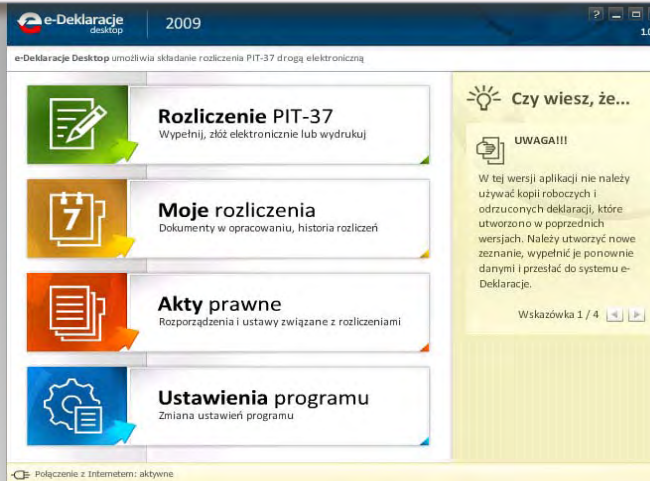 e-Deklaracje
desktop
2009
?
1.0
e-Deklaracje Desktop umożliwia składanie rozliczenia PIT-37 drogą elektroniczną
Rozliczenie PIT-37
Wypełnij, złóż elektronicznie lub wydrukuj
7
Moje rozliczenia
Dokumenty w opracowaniu, historia rozliczeń
Akty prawne
Rozporządzenia i ustawy związane z rozliczeniami
Ustawienia programu
Zmiana ustawień programu
Czy wiesz, że...
UWAGA!!!
W tej wersji aplikacji nie należy
używać kopii roboczych i
odrzuconych deklaracji, które
utworzono w poprzednich
wersjach. Należy utworzyć nowe
zeznanie, wypełnić je ponownie
danymi i przesłać do systemu e-
Deklaracje.
Wskazówka 1 / 4
Połączenie z Internetem: aktywne